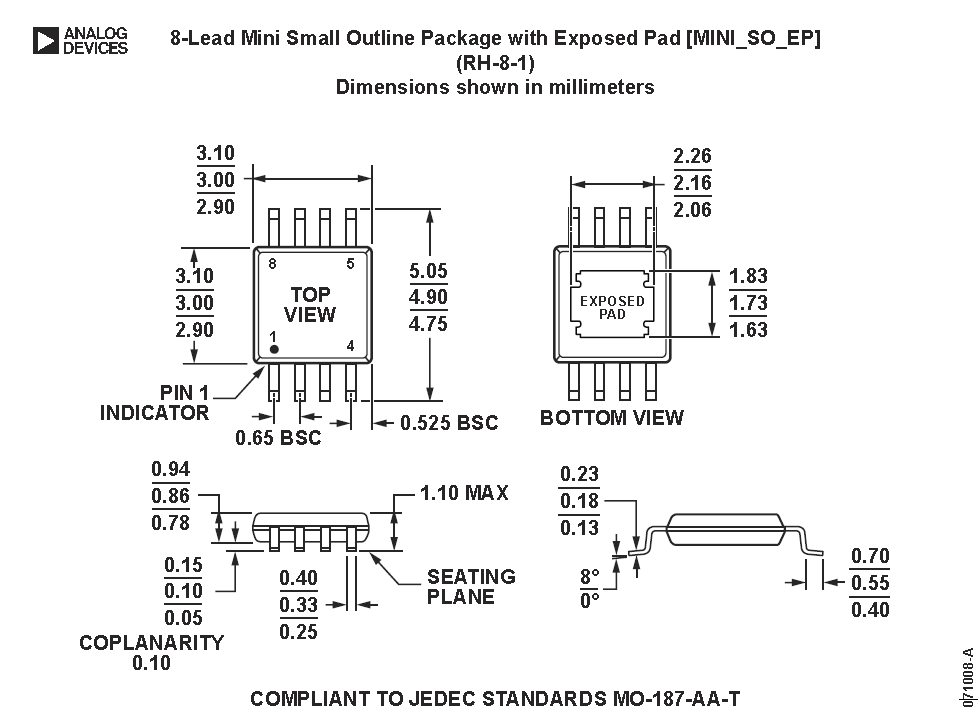 ANALOG
DEVICES
8-Lead Mini Small Outline Package with Exposed Pad [MINI_SO_EP]
(RH-8-1)
Dimensions shown in millimeters
3.10
3.00
2.90
2.26
2.16
2.06
3.10
3.00
2.90
8
5
TOP
VIEW
1
4
5.05
4.90
4.75
EXPOSED
PAD
1.83
1.73
1.63
PIN 1
INDICATOR
0.65 BSC
0.525 BSC
BOTTOM VIEW
0.94
0.86
0.78
1.10 MAX
0.15
0.10
0.05
COPLANARITY
0.10
0.40
0.33
0.25
SEATING
PLANE
0.23
0.18
0.13
8°
0°
0.70
0.55
0.40
COMPLIANT TO JEDEC STANDARDS MO-187-AA-T
071008-A